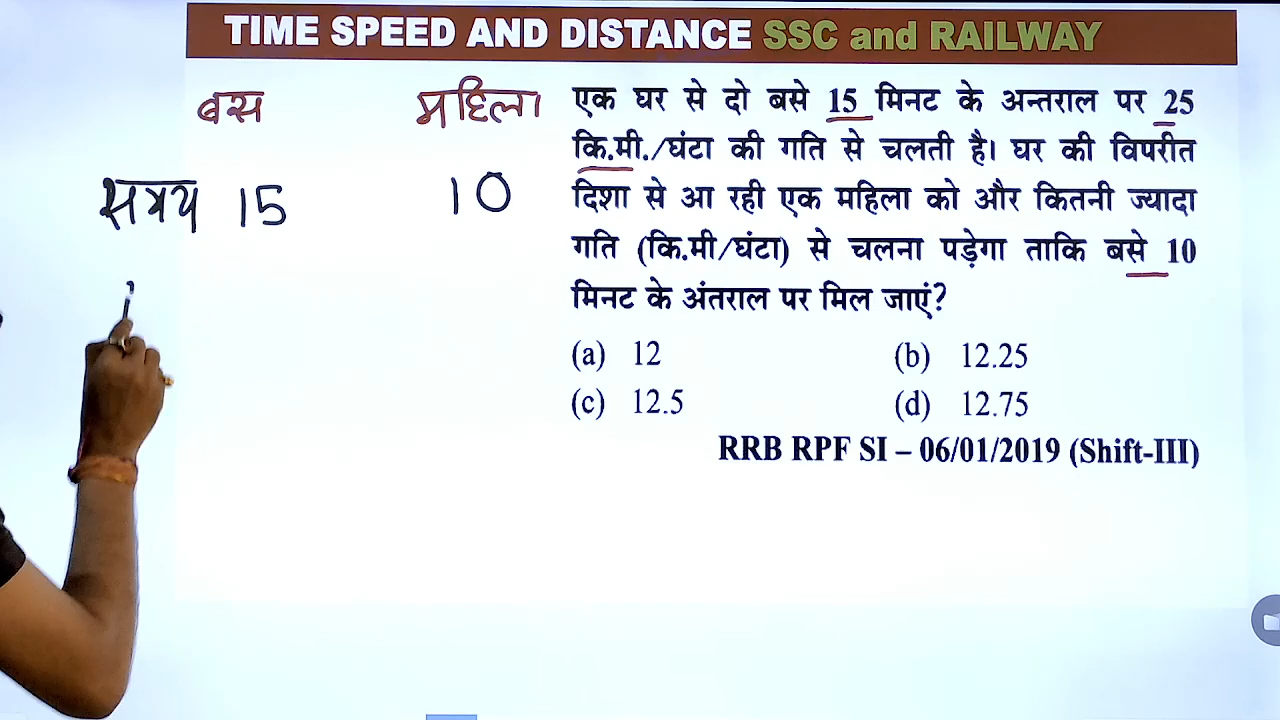 TIME SPEED AND DISTANCE SSC and RAILWAY
बस महिला
समय 15 10
एक घर से दो बसे 15 मिनट के अन्तराल पर 25
कि.मी./घंटा की गति से चलती है। घर की विपरीत
दिशा से आ रही एक महिला को और कितनी ज्यादा
गति (कि.मी/घंटा) से चलना पड़ेगा ताकि बसे 10
मिनट के अंतराल पर मिल जाएं?
(a) 12 (b) 12.25
(c) 12.5 (d) 12.75
RRB RPF SI – 06/01/2019 (Shift-III)